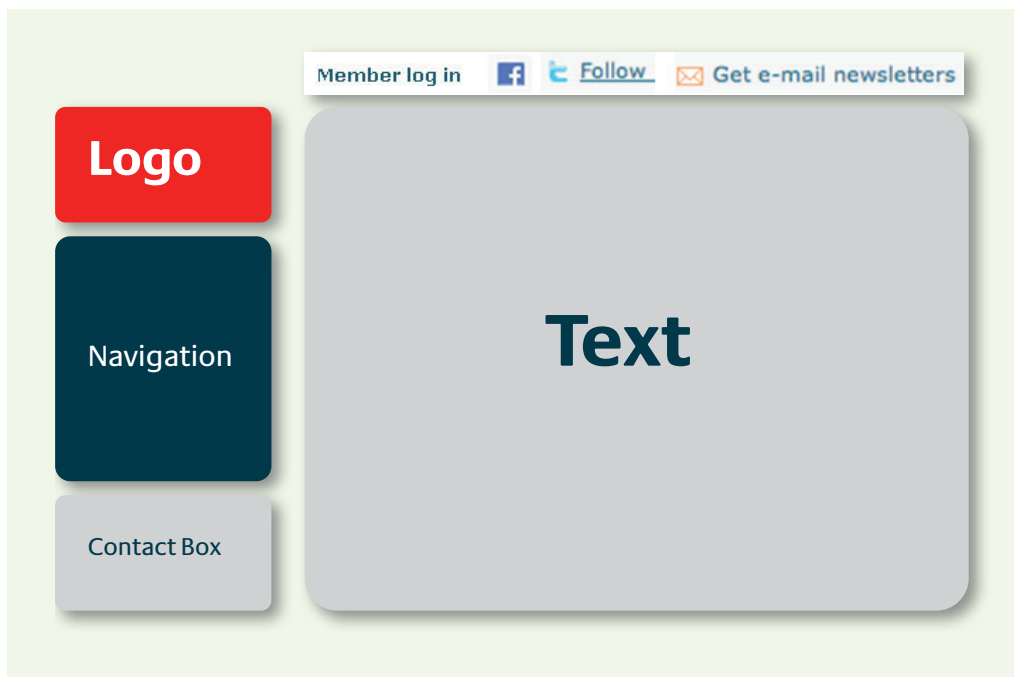 Member log in Follow Get e-mail newsletters
Logo
Navigation
Contact Box
Text